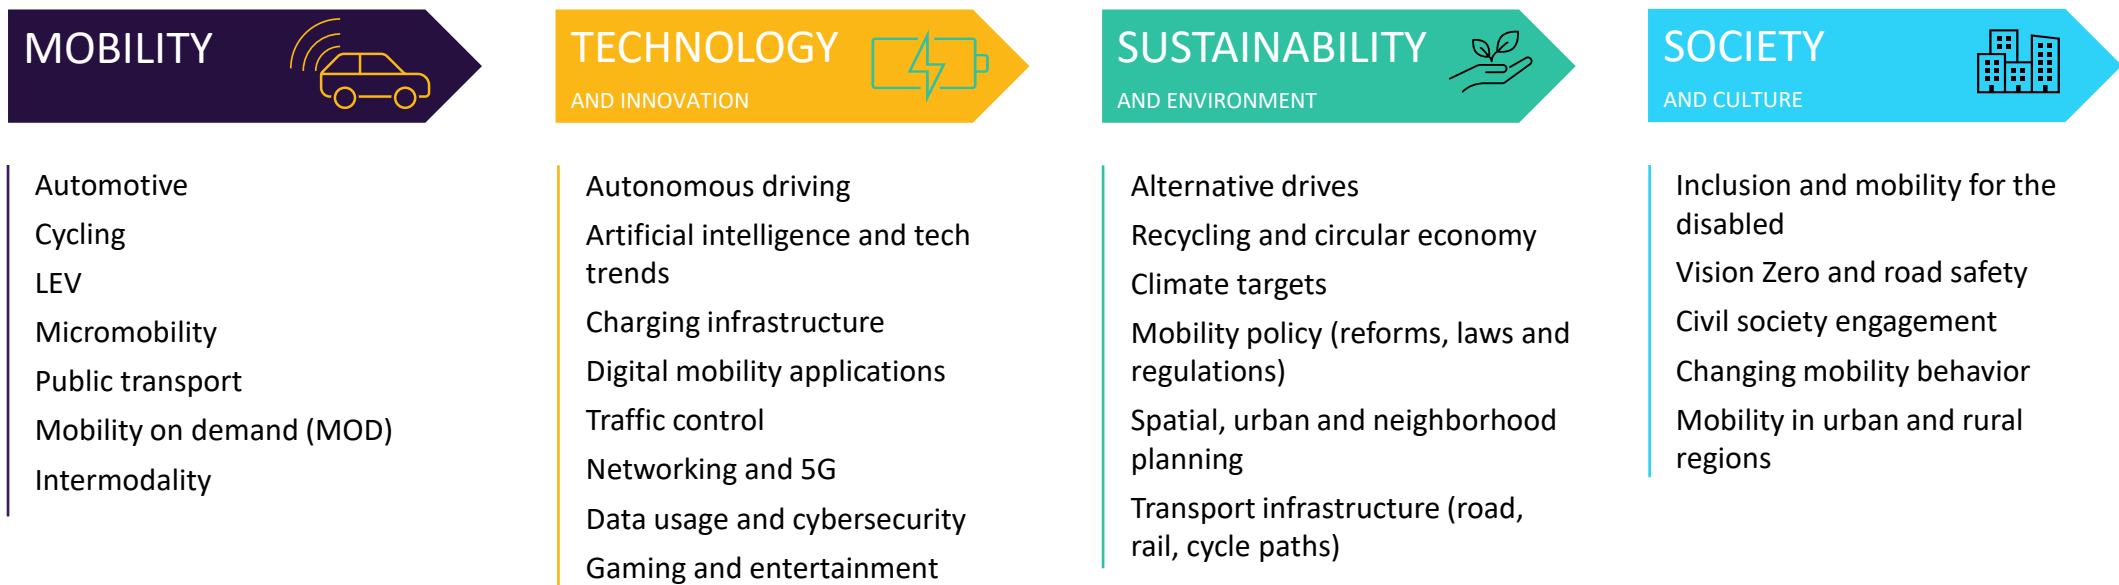 MOBILITY
Automotive
Cycling
LEV
Micromobility
Public transport
Mobility on demand (MOD)
Intermodality
TECHNOLOGY
AND INNOVATION
Autonomous driving
Artificial intelligence and tech
trends
Charging infrastructure
Digital mobility applications
Traffic control
Networking and 5G
Data usage and cybersecurity
Gaming and entertainment
SUSTAINABILITY
AND ENVIRONMENT
Alternative drives
Recycling and circular economy
Climate targets
Mobility policy (reforms, laws and
regulations)
Spatial, urban and neighborhood
planning
Transport infrastructure (road,
rail, cycle paths)
SOCIETY
AND CULTURE
Inclusion and mobility for the
disabled
Vision Zero and road safety
Civil society engagement
Changing mobility behavior
Mobility in urban and rural
regions